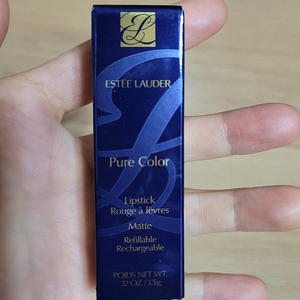 ESTĒE LAUDER
Pure Color
Lipstick
Rouge à lèvres
Matte
Refillable
Rechargeable
POIDS NET WT.
.12 OZ./3.5g